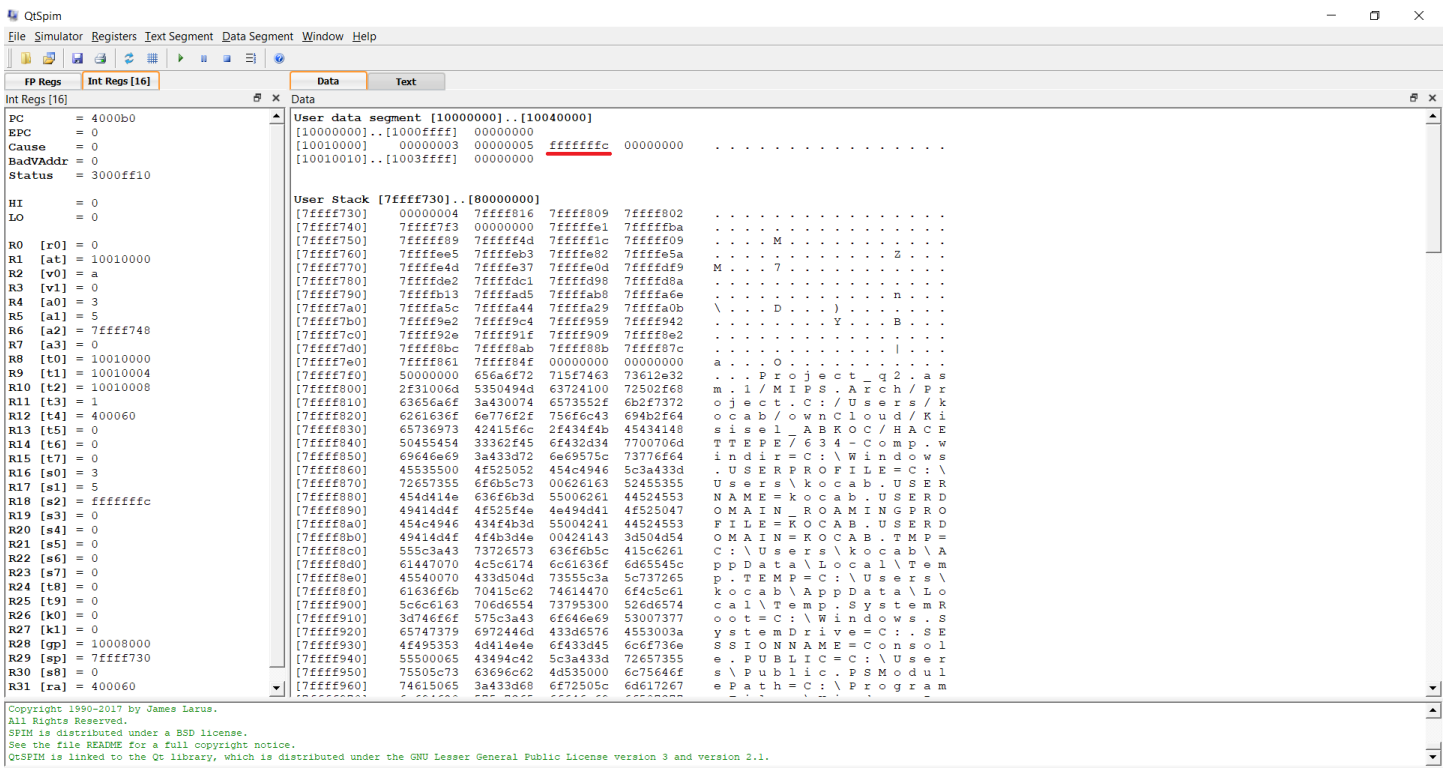 QtSpim
File Simulator Registers Text Segment Data Segment Window Help
FP Regs Int Regs [16] Data Text
Int Regs [16]
PC = 4000b0
EPC = 0
Cause = 0
BadVAddr = 0
Status = 3000ff10
HI = 0
LO = 0
R0 [r0] = 0
R1 [at] = 10010000
R2 [v0] = a
R3 [v1] = 0
R4 [a0] = 3
R5 [a1] = 5
R6 [a2] = 7ffff748
R7 [a3] = 0
R8 [t0] = 10010000
R9 [t1] = 10010004
R10 [t2] = 10010008
R11 [t3] = 1
R12 [t4] = 400060
R13 [t5] = 0
R14 [t6] = 0
R15 [t7] = 0
R16 [s0] = 3
R17 [s1] = 5
R18 [s2] = fffffffc
R19 [s3] = 0
R20 [s4] = 0
R21 [s5] = 0
R22 [s6] = 0
R23 [s7] = 0
R24 [t8] = 0
R25 [t9] = 0
R26 [k0] = 0
R27 [k1] = 0
R28 [gp] = 10008000
R29 [sp] = 7ffff730
R30 [s8] = 0
R31 [ra] = 400060
Data
User data segment [10000000]..[10040000]
[10000000]..[1000ffff] 00000000
[10010000] 00000003 00000005 fffffffc 00000000 . . . . . . . . . . . . . . . .
[10010010]..[1003ffff] 00000000
User Stack [7ffff730]..[80000000]
[7ffff730] 00000004 7ffff816 7ffff809 7ffff802 . . . . . . . . . . . . . . . .
[7ffff740] 7ffff7f3 00000000 7fffffe1 7fffffba . . . . . . . . . . . . . . . .
[7ffff750] 7fffff89 7fffff4d 7fffff1c 7fffff09 . . . . M . . . . . . . . . . .
[7ffff760] 7ffffee5 7ffffeb3 7ffffe82 7ffffe5a . . . . . . . . . . . . Z . . .
[7ffff770] 7ffffe4d 7ffffe37 7ffffe0d 7ffffdf9 M . . . 7 . . . . . . . . . . .
[7ffff780] 7ffffde2 7ffffdc1 7ffffd98 7ffffd8a . . . . . . . . . . . . . . . .
[7ffff790] 7ffffb13 7ffffad5 7ffffab8 7ffffa6e . . . . . . . . . . . . n . . .
[7ffff7a0] 7ffffa5c 7ffffa44 7ffffa29 7ffffa0b \ . . . D . . . ) . . . . . . .
[7ffff7b0] 7ffff9e2 7ffff9c4 7ffff959 7ffff942 . . . . . . . . Y . . . B . . .
[7ffff7c0] 7ffff92e 7ffff91f 7ffff909 7ffff8e2 . . . . . . . . . . . . . . . .
[7ffff7d0] 7ffff8bc 7ffff8ab 7ffff88b 7ffff87c . . . . . . . . . . . . | . . .
[7ffff7e0] 7ffff861 7ffff84f 00000000 00000000 a . . . O . . . . . . . . . . .
[7ffff7f0] 50000000 656a6f72 715f7463 73612e32 . . . P r o j e c t _ q 2 . a s
[7ffff800] 2f31006d 5350494d 63724100 72502f68 m . 1 / M I P S . A r c h / P r
[7ffff810] 63656a6f 3a430074 6573552f 6b2f7372 o j e c t . C : / U s e r s / k
[7ffff820] 6261636f 6e776f2f 756f6c43 694b2f64 o c a b / o w n C l o u d / K i
[7ffff830] 65736973 42415f6c 2f434f4b 45434148 s i s e l _ A B K O C / H A C E
[7ffff840] 50455454 33362f45 6f432d34 7700706d T T E P E / 6 3 4 - C o m p . w
[7ffff850] 69646e69 3a433d72 6e69575c 73776f64 i n d i r = C : \ W i n d o w s
[7ffff860] 45535500 4f525052 454c4946 5c3a433d . U S E R P R O F I L E = C : \
[7ffff870] 72657355 6f6b5c73 00626163 52455355 U s e r s \ k o c a b . U S E R
[7ffff880] 454d414e 636f6b3d 55006261 44524553 N A M E = k o c a b . U S E R D
[7ffff890] 49414d4f 4f525f4e 4e494d41 4f525047 O M A I N _ R O A M I N G P R O
[7ffff8a0] 454c4946 434f4b3d 55004241 44524553 F I L E = K O C A B . U S E R D
[7ffff8b0] 49414d4f 4f4b3d4e 00424143 3d504d54 O M A I N = K O C A B . T M P =
[7ffff8c0] 555c3a43 73726573 636f6b5c 415c6261 C : \ U s e r s \ k o c a b \ A
[7ffff8d0] 61447070 4c5c6174 6c61636f 6d65545c p p D a t a \ L o c a l \ T e m
[7ffff8e0] 45540070 433d504d 73555c3a 5c737265 p . T E M P = C : \ U s e r s \
[7ffff8f0] 61636f6b 70415c62 74614470 6f4c5c61 k o c a b \ A p p D a t a \ L o
[7ffff900] 5c6c6163 706d6554 73795300 526d6574 c a l \ T e m p . S y s t e m R
[7ffff910] 3d746f6f 575c3a43 6f646e69 53007377 o o t = C : \ W i n d o w s . S
[7ffff920] 65747379 6972446d 433d6576 4553003a y s t e m D r i v e = C : . S E
[7ffff930] 4f495353 4d414e4e 6f433d45 6c6f736e S S I O N N A M E = C o n s o l
[7ffff940] 55500065 43494c42 5c3a433d 72657355 e . P U B L I C = C : \ U s e r
[7ffff950] 75505c73 63696c62 4d535000 6c75646f s \ P u b l i c . P S M o d u l
[7ffff960] 74615065 3a433d68 6f72505c 6d617267 e P a t h = C : \ P r o g r a m
Copyright 1990-2017 by James Larus.
All Rights Reserved.
SPIM is distributed under a BSD license.
See the file README for a full copyright notice.
QtSPIM is linked to the Qt library, which is distributed under the GNU Lesser General Public License version 3 and version 2.1.